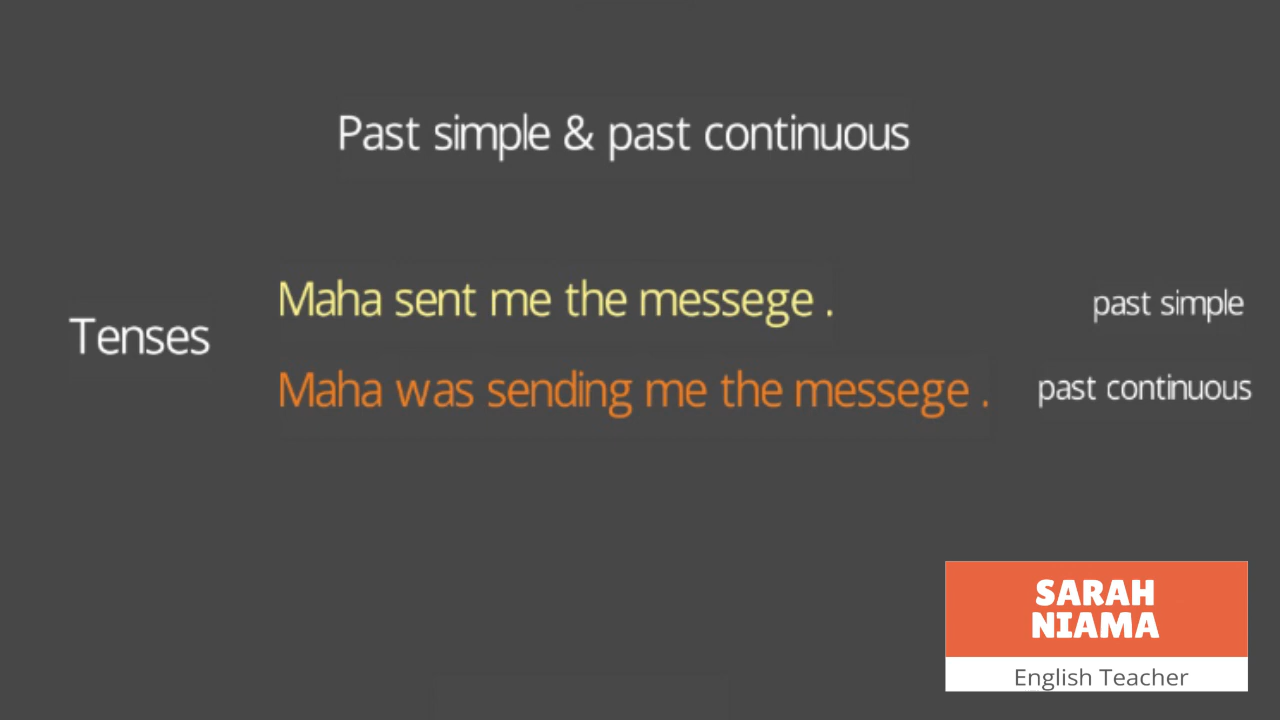 Past simple & past continuous
Tenses
Maha sent me the messege .
past simple
Maha was sending me the messege .
past continuous
SARAH
NIAMA
English Teacher